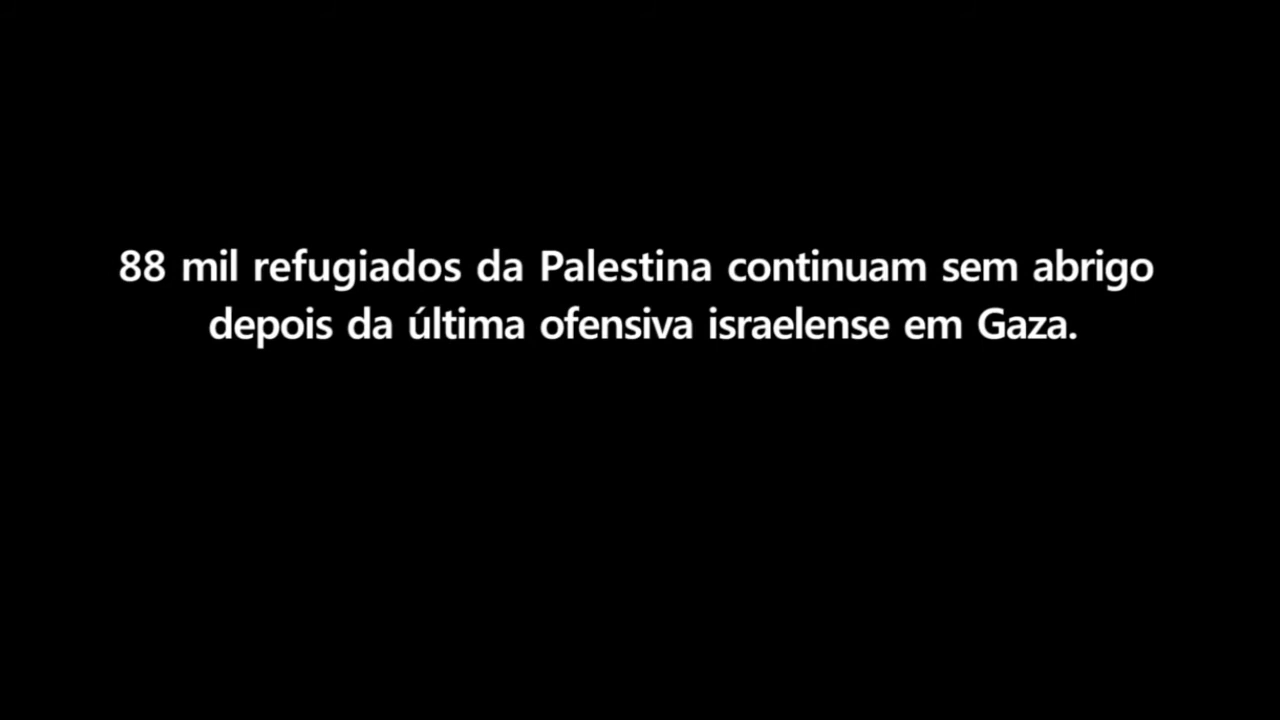 88 mil refugiados da Palestina continuam sem abrigo
depois da última ofensiva israelense em Gaza.